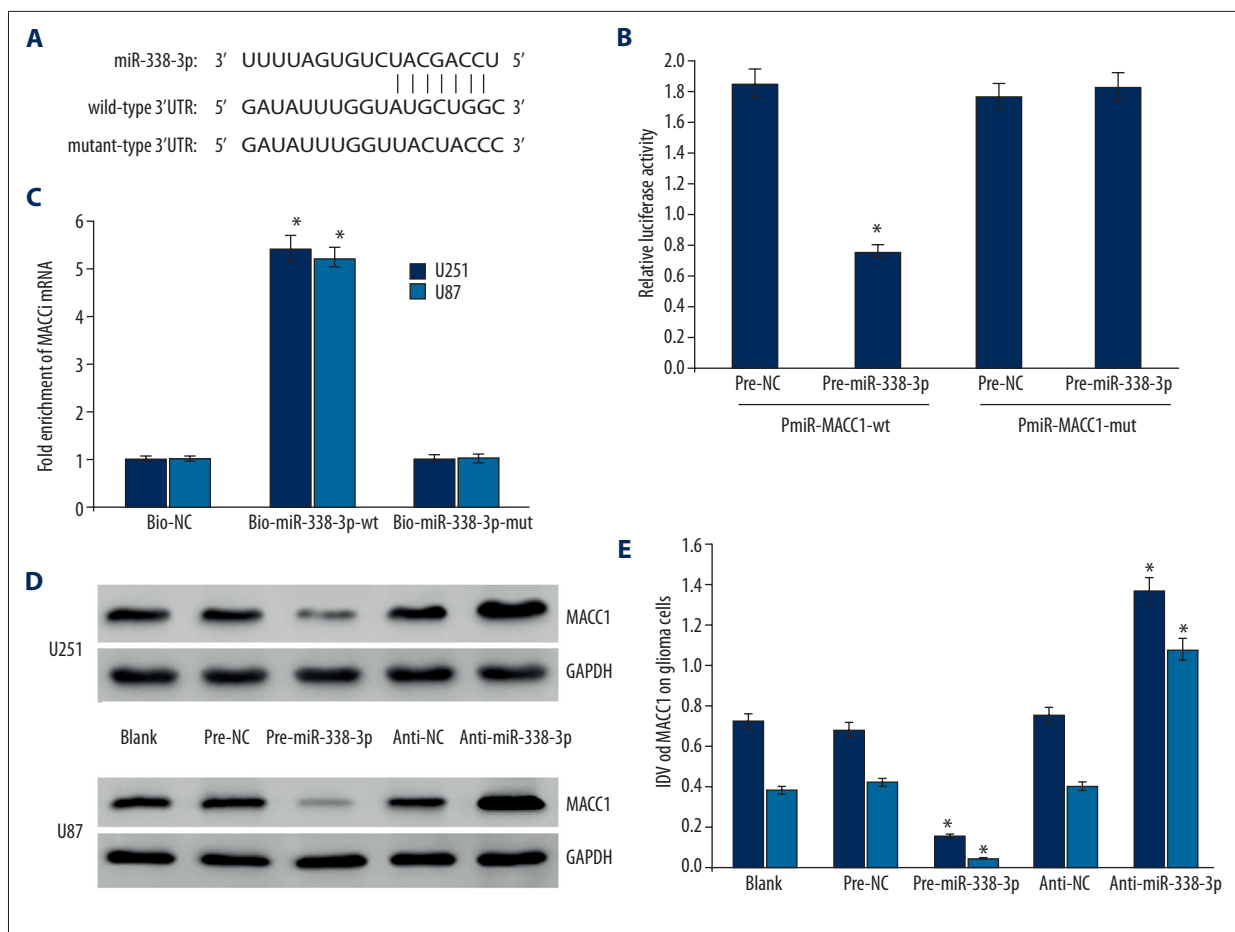 A
miR-338-3p: 3' UUUUAGUGUCUACGACCU 5'
wild-type 3'UTR: 5' GAUAUUUGGUAUGCUGGC 3'
mutant-type 3'UTR: 5' GAUAUUUGGUUACUACCC 3'
B
Relative luciferase activity
2.0
1.8
1.6
1.4
1.2
1.0
0.8
0.6
0.4
0.2
0.0
*
Pre-NC Pre-miR-338-3p Pre-NC Pre-miR-338-3p
PmiR-MACC1-wt PmiR-MACC1-mut
C
Fold enrichment of MACCi mRNA
6
5
4
3
2
1
0
* *
U251
U87
Bio-NC Bio-miR-338-3p-wt Bio-miR-338-3p-mut
D
U251
MACC1
GAPDH
Blank Pre-NC Pre-miR-338-3p Anti-NC Anti-miR-338-3p
U87
MACC1
GAPDH
E
IDV od MACC1 on glioma cells
1.6
1.4
1.2
1.0
0.8
0.6
0.4
0.2
0.0
* * * *
Blank Pre-NC Pre-miR-338-3p Anti-NC Anti-miR-338-3p